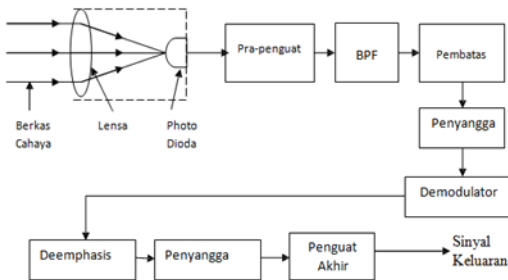 Pra-penguat
BPF
Pembatas
Berkas
Cahaya
Lensa
Photo
Dioda
Penyangga
Demodulator
Deemphasis
Penyangga
Penguat
Akhir
Sinyal
Keluaran